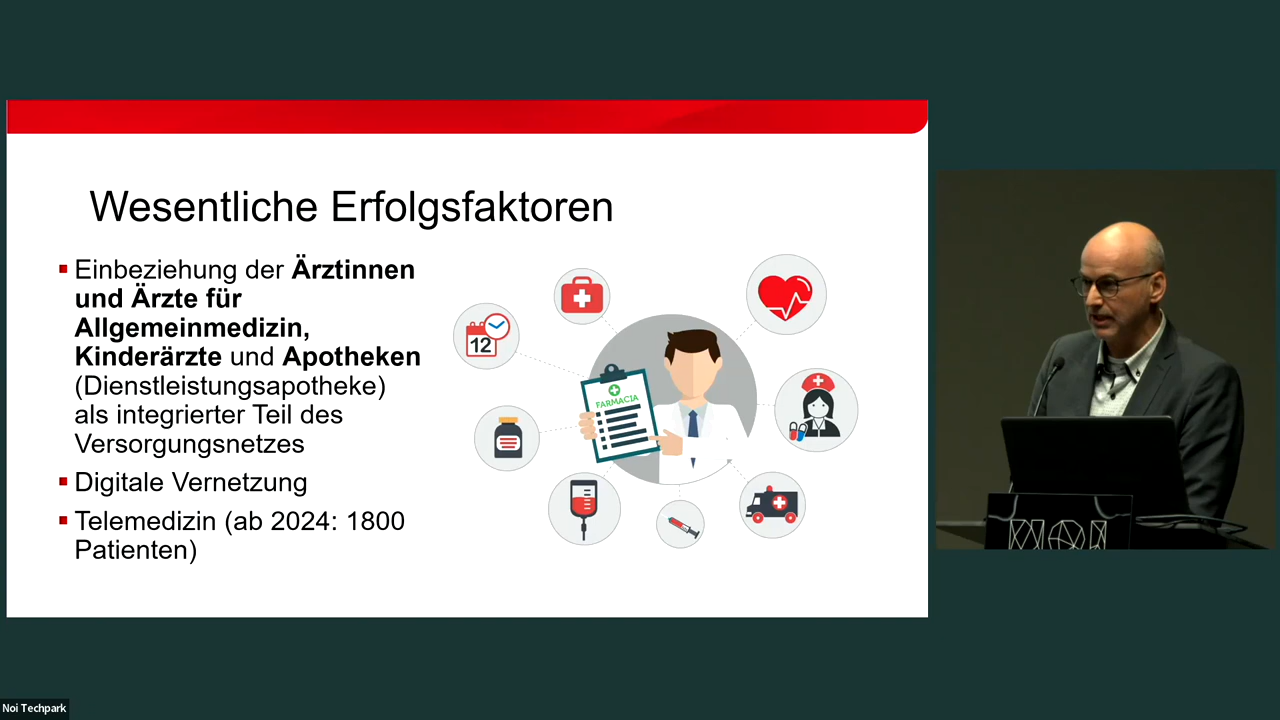 Wesentliche Erfolgsfaktoren
Einbeziehung der Ärztinnen
und Ärzte für
Allgemeinmedizin,
Kinderärzte und Apotheken
(Dienstleistungsapotheke)
als integrierter Teil des
Versorgungsnetzes
Digitale Vernetzung
Telemedizin (ab 2024: 1800
Patienten)
12
FARMACIA
NOI
Noi Techpark